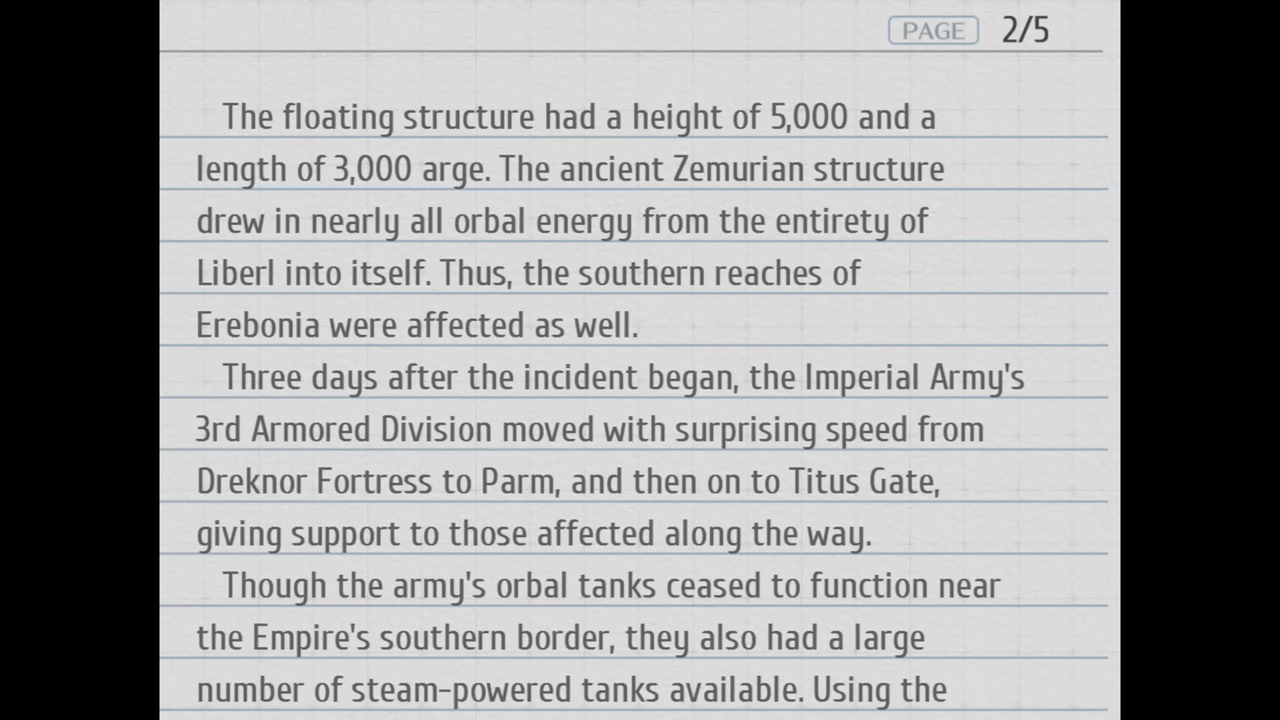 PAGE 2/5
The floating structure had a height of 5,000 and a
length of 3,000 arge. The ancient Zemurian structure
drew in nearly all orbal energy from the entirety of
Liberl into itself. Thus, the southern reaches of
Erebonia were affected as well.
Three days after the incident began, the Imperial Army's
3rd Armored Division moved with surprising speed from
Dreknor Fortress to Parm, and then on to Titus Gate,
giving support to those affected along the way.
Though the army's orbal tanks ceased to function near
the Empire's southern border, they also had a large
number of steam-powered tanks available. Using the